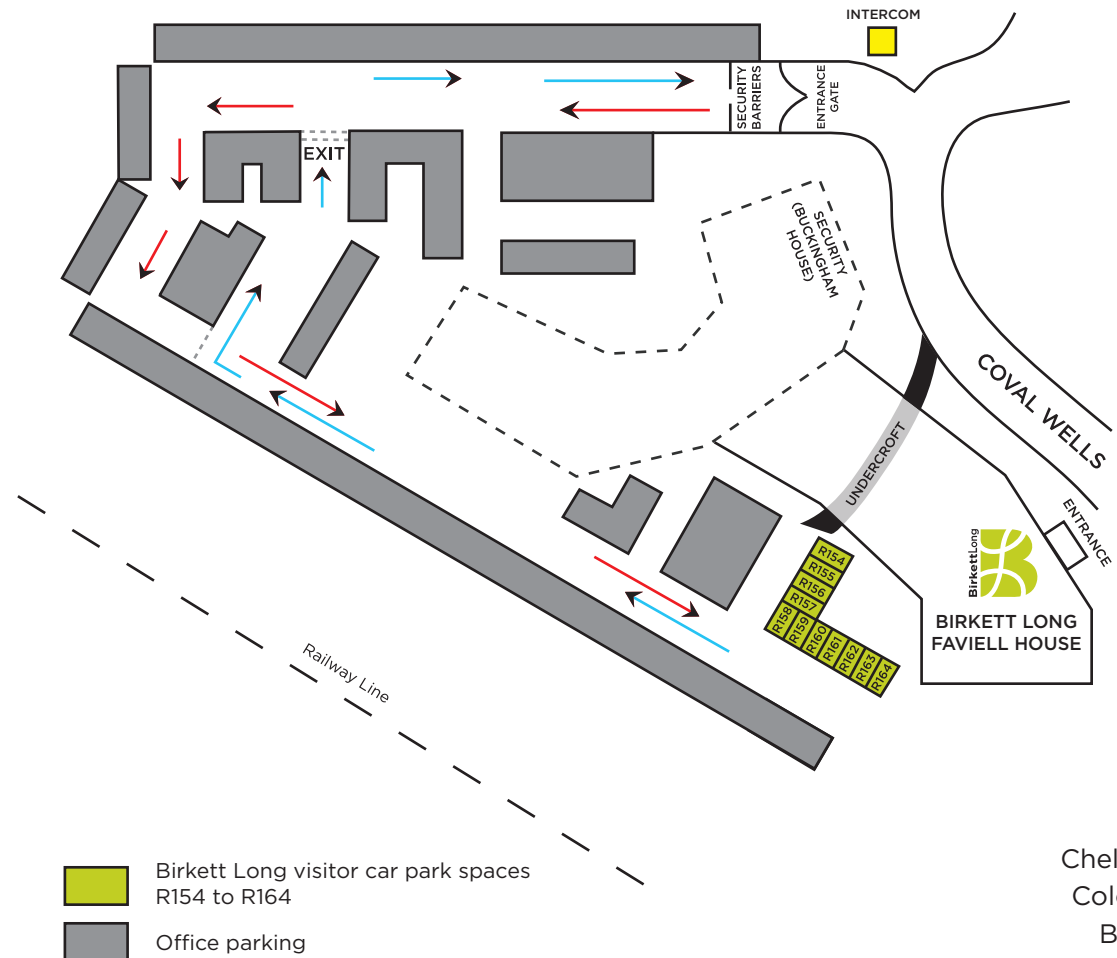 INTERCOM
SECURITY
BARRIERS
ENTRANCE
GATE
EXIT
SECURITY
(BUCKINGHAM
HOUSE)
COVAL WELLS
UNDERCROFT
ENTRANCE
BirkettLong
BIRKETT LONG
FAVIELL HOUSE
R154
R155
R156
R157
R158
R159
R160
R161
R162
R163
R164
Railway Line
Birkett Long visitor car park spaces
R154 to R164
Office parking
Chel
Col
B